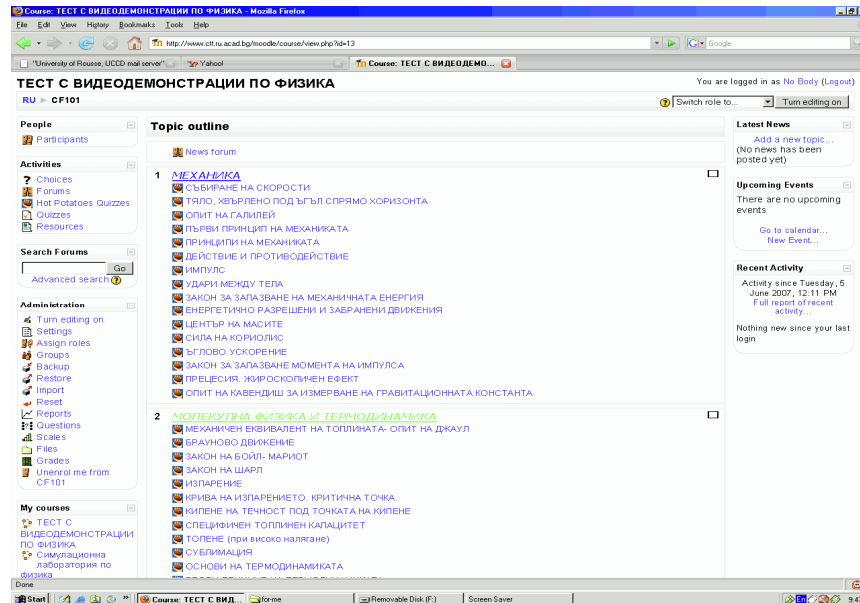 Course: ТЕСТ С ВИДЕОДЕМОНСТРАЦИИ ПО ФИЗИКА - Mozilla Firefox
File Edit View History Bookmarks Tools Help
http://www.ctt.ru.acad.bg/moodle/course/view.php?id=13
Google
"University of Rousse, UCCD mail server"
Yahoo!
Course: ТЕСТ С ВИДЕОДЕМО...
ТЕСТ С ВИДЕОДЕМОНСТРАЦИИ ПО ФИЗИКА
You are logged in as No Body (Logout)
RU ► CF101
Switch role to...
Turn editing on
People
Participants
Activities
Choices
Forums
Hot Potatoes Quizzes
Quizzes
Resources
Search Forums
Go
Advanced search
Administration
Turn editing on
Settings
Assign roles
Groups
Backup
Restore
Import
Reset
Reports
Questions
Scales
Files
Grades
Unenrol me from
CF101
My courses
ТЕСТ С
ВИДЕОДЕМОНСТРАЦИИ
ПО ФИЗИКА
Симулационна
лаборатория по
физика
Topic outline
News forum
1 МЕХАНИКА
СЪБИРАНЕ НА СКОРОСТИ
ТЯЛО, ХВЪРЛЕНО ПОД ЪГЪЛ СПРЯМО ХОРИЗОНТА
ОПИТ НА ГАЛИЛЕЙ
ПЪРВИ ПРИНЦИП НА МЕХАНИКАТА
ПРИНЦИПИ НА МЕХАНИКАТА
ДЕЙСТВИЕ И ПРОТИВОДЕЙСТВИЕ
ИМПУЛС
УДАРИ МЕЖДУ ТЕЛА
ЗАКОН ЗА ЗАПАЗВАНЕ НА МЕХАНИЧНАТА ЕНЕРГИЯ
ЕНЕРГЕТИЧНО РАЗРЕШЕНИ И ЗАБРАНЕНИ ДВИЖЕНИЯ
ЦЕНТЪР НА МАСИТЕ
СИЛА НА КОРИОЛИС
ЪГЛОВО УСКОРЕНИЕ
ЗАКОН ЗА ЗАПАЗВАНЕ МОМЕНТА НА ИМПУЛСА
ПРЕЦЕСИЯ. ЖИРОСКОПИЧЕН ЕФЕКТ
ОПИТ НА КАВЕНДИШ ЗА ИЗМЕРВАНЕ НА ГРАВИТАЦИОННАТА КОНСТАНТА
2 МОЛЕКУЛНА ФИЗИКА И ТЕРМОДИНАМИКА
МЕХАНИЧЕН ЕКВИВАЛЕНТ НА ТОПЛИНАТА- ОПИТ НА ДЖАУЛ
БРАУНОВО ДВИЖЕНИЕ
ЗАКОН НА БОЙЛ- МАРИОТ
ЗАКОН НА ШАРЛ
ИЗПАРЕНИЕ
КРИВА НА ИЗПАРЕНИЕТО. КРИТИЧНА ТОЧКА.
КИПЕНЕ НА ТЕЧНОСТ ПОД ТОЧКАТА НА КИПЕНЕ
СПЕЦИФИЧЕН ТОПЛИНЕН КАПАЦИТЕТ
ТОПЕНЕ (при високо налягане)
СУБЛИМАЦИЯ
ОСНОВИ НА ТЕРМОДИНАМИКАТА
Latest News
Add a new topic...
(No news has been
posted yet)
Upcoming Events
There are no upcoming
events
Go to calendar...
New Event...
Recent Activity
Activity since Tuesday, 5
June 2007, 12:11 PM
Full report of recent
activity...
Nothing new since your last
login
Done
Start
Course: ТЕСТ С ВИД...
for-me
Removable Disk (F:)
Screen Saver
En